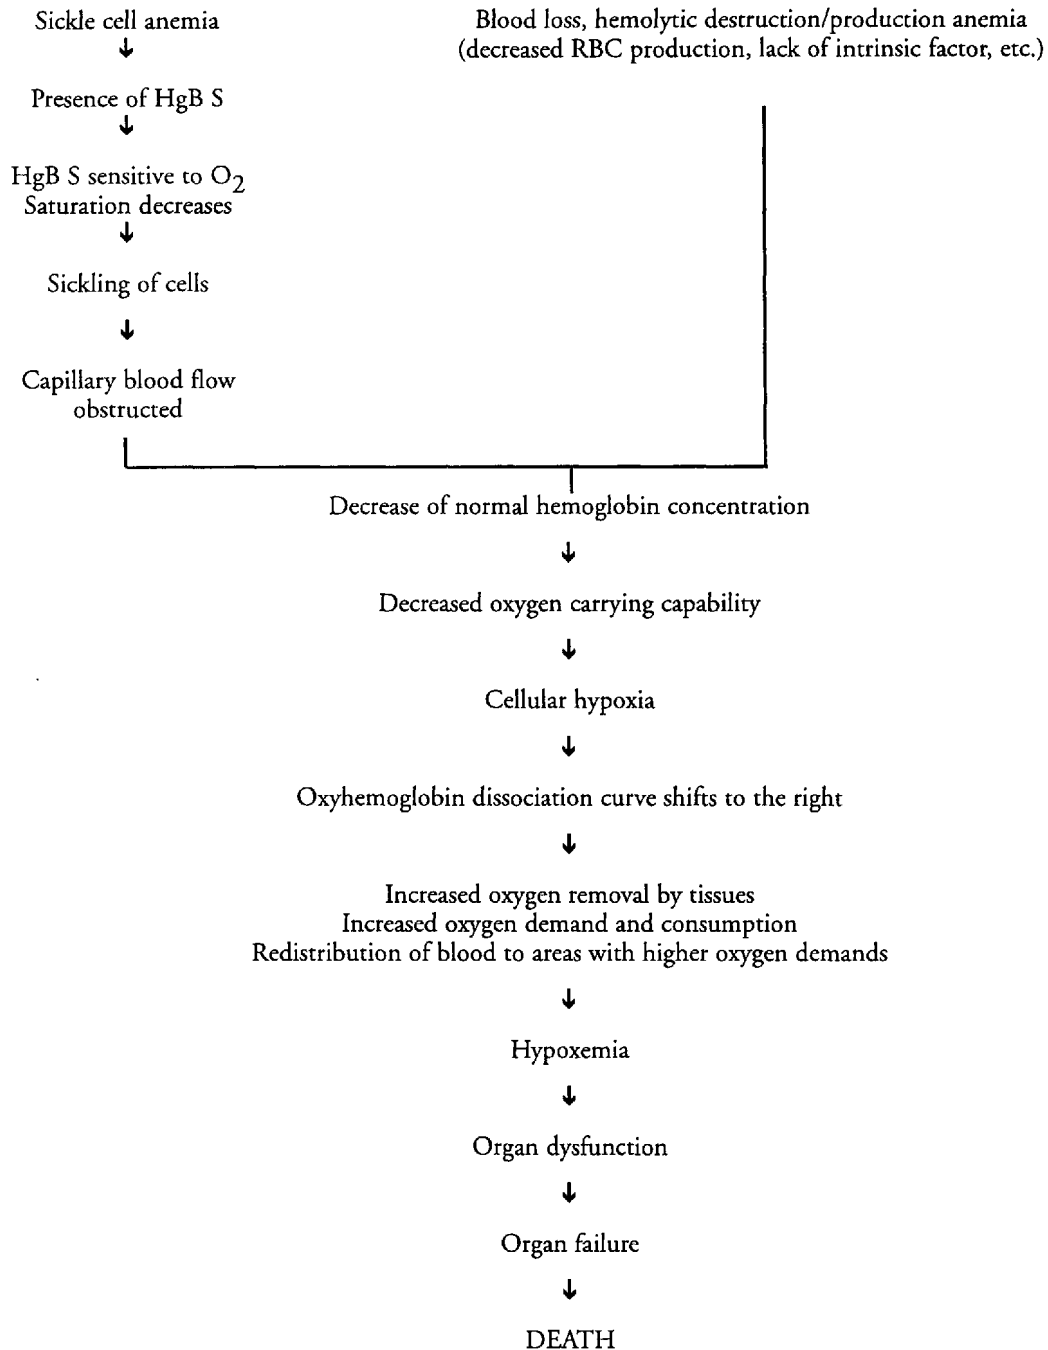 Sickle cell anemia
↓
Presence of HgB S
↓
HgB S sensitive to O2
Saturation decreases
↓
Sickling of cells
↓
Capillary blood flow
obstructed
Blood loss, hemolytic destruction/production anemia
(decreased RBC production, lack of intrinsic factor, etc.)
Decrease of normal hemoglobin concentration
↓
Decreased oxygen carrying capability
↓
Cellular hypoxia
↓
Oxyhemoglobin dissociation curve shifts to the right
↓
Increased oxygen removal by tissues
Increased oxygen demand and consumption
Redistribution of blood to areas with higher oxygen demands
↓
Hypoxemia
↓
Organ dysfunction
↓
Organ failure
↓
DEATH